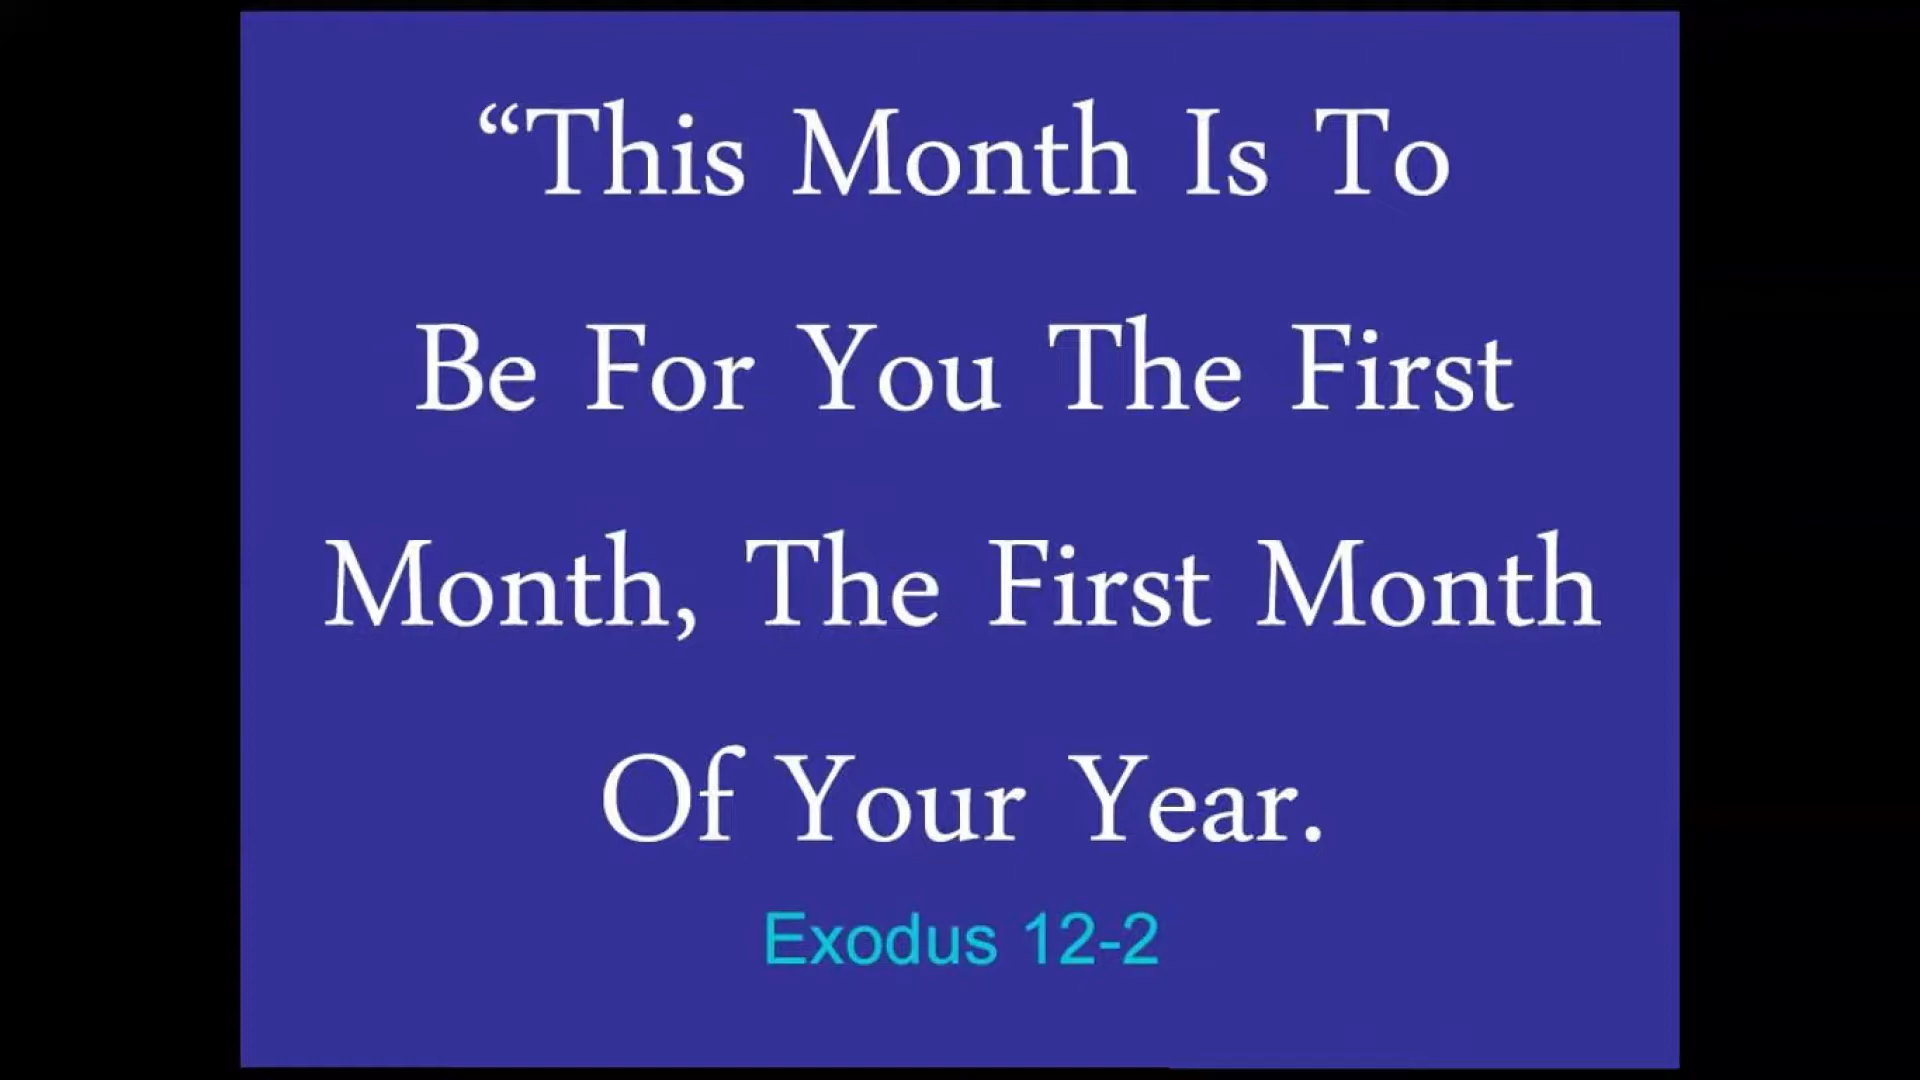 “This Month Is To
Be For You The First
Month, The First Month
Of Your Year.
Exodus 12-2